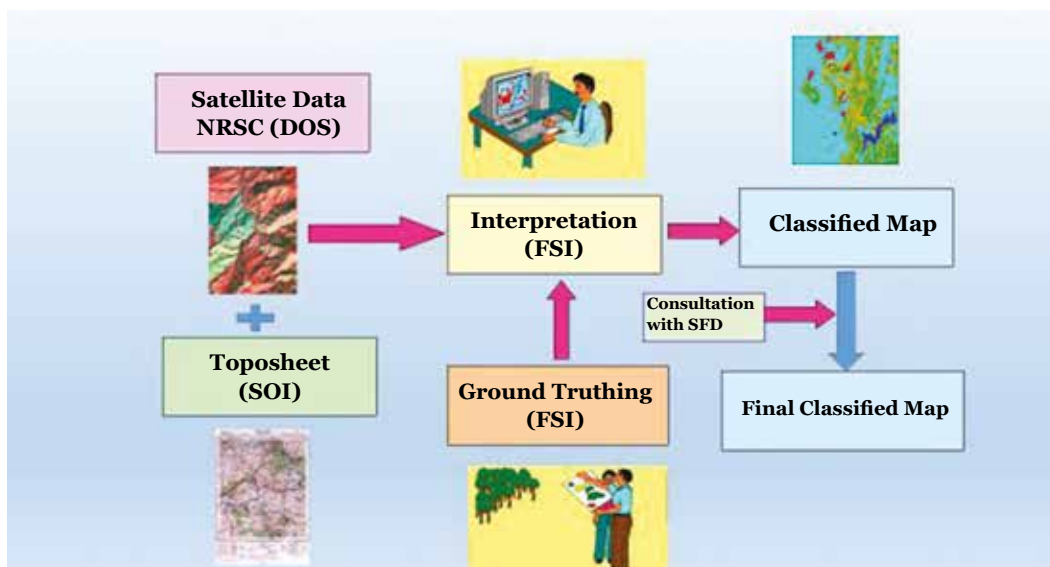 Satellite Data
NRSC (DOS)
Interpretation
(FSI)
Classified Map
Consultation
with SFD
Toposheet
(SOI)
Ground Truthing
(FSI)
Final Classified Map